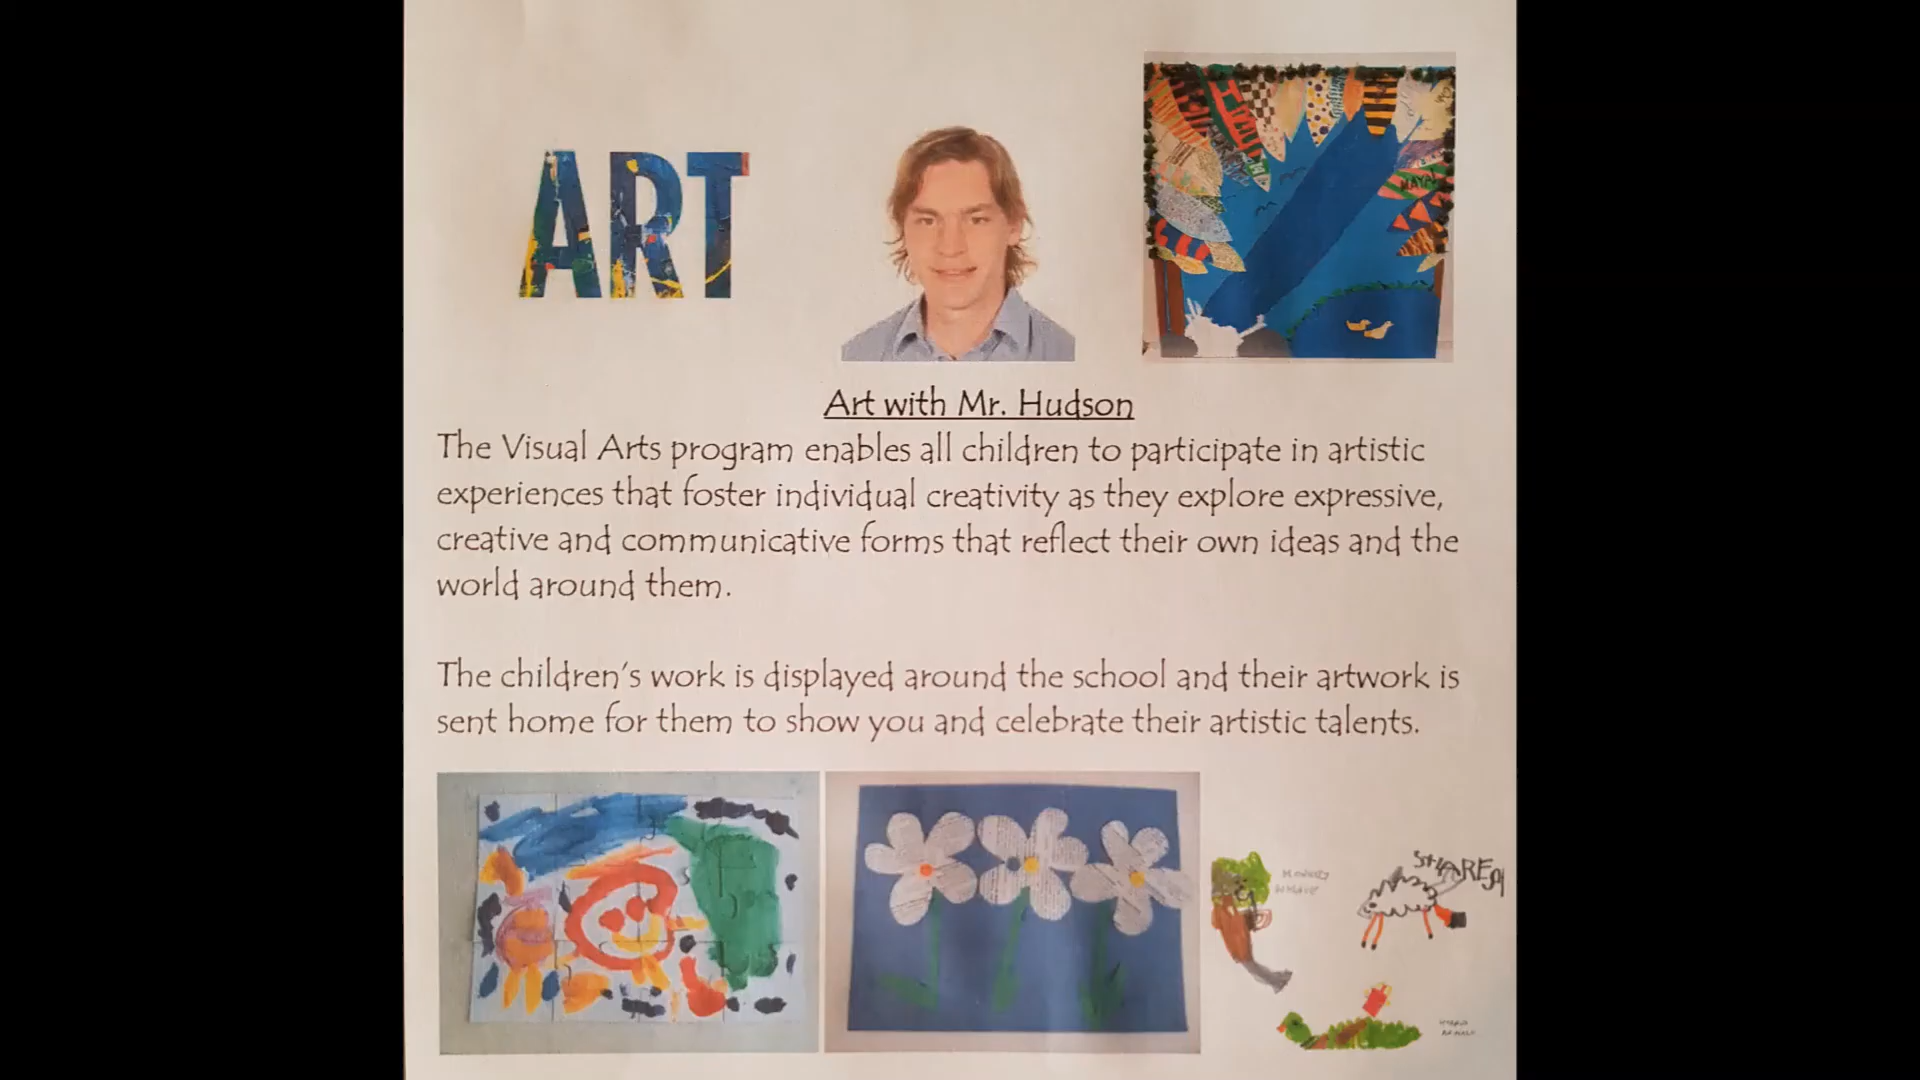 ART
Art with Mr. Hudson
The Visual Arts program enables all children to participate in artistic
experiences that foster individual creativity as they explore expressive,
creative and communicative forms that reflect their own ideas and the
world around them.
The children's work is displayed around the school and their artwork is
sent home for them to show you and celebrate their artistic talents.